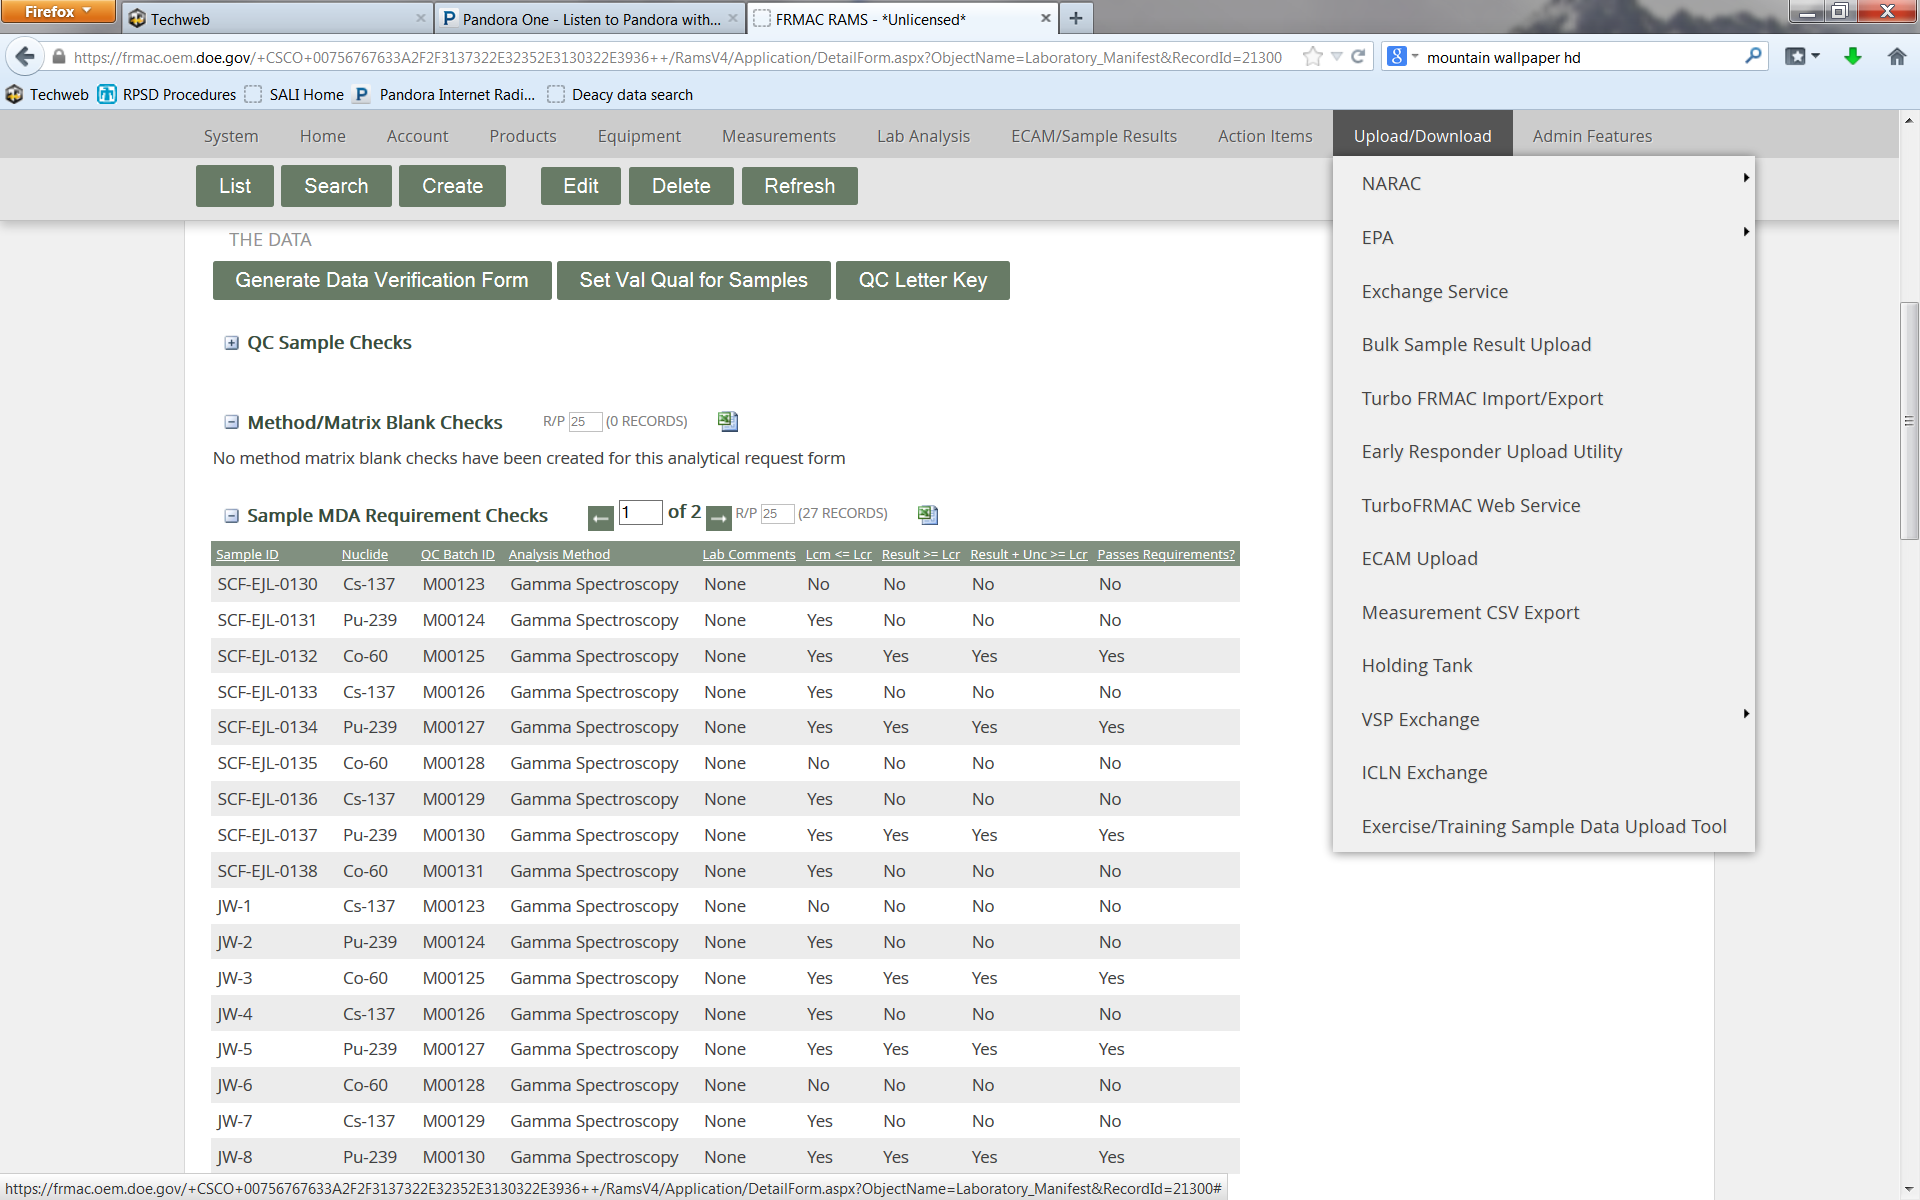 Firefox
Techweb
Pandora One - Listen to Pandora with...
FRMAC RAMS - *Unlicensed*
https://frmac.oem.doe.gov/+CSCO+00756767633A2F2F3137322E32352E3130322E3936++/RamsV4/Application/DetailForm.aspx?ObjectName=Laboratory_Manifest&RecordId=21300
mountain wallpaper hd
Techweb RPSD Procedures SALI Home Pandora Internet Radi... Deacy data search
System Home Account Products Equipment Measurements Lab Analysis ECAM/Sample Results Action Items Upload/Download Admin Features
List Search Create Edit Delete Refresh
THE DATA
Generate Data Verification Form Set Val Qual for Samples QC Letter Key
QC Sample Checks
Method/Matrix Blank Checks R/P 25 (0 RECORDS)
No method matrix blank checks have been created for this analytical request form
Sample MDA Requirement Checks 1 of 2 R/P 25 (27 RECORDS)
Sample ID Nuclide QC Batch ID Analysis Method Lab Comments Lcm <= Lcr Result >= Lcr Result + Unc >= Lcr Passes Requirements?
SCF-EJL-0130 Cs-137 M00123 Gamma Spectroscopy None No No No No
SCF-EJL-0131 Pu-239 M00124 Gamma Spectroscopy None Yes No No No
SCF-EJL-0132 Co-60 M00125 Gamma Spectroscopy None Yes Yes Yes Yes
SCF-EJL-0133 Cs-137 M00126 Gamma Spectroscopy None Yes No No No
SCF-EJL-0134 Pu-239 M00127 Gamma Spectroscopy None Yes Yes Yes Yes
SCF-EJL-0135 Co-60 M00128 Gamma Spectroscopy None No No No No
SCF-EJL-0136 Cs-137 M00129 Gamma Spectroscopy None Yes No No No
SCF-EJL-0137 Pu-239 M00130 Gamma Spectroscopy None Yes Yes Yes Yes
SCF-EJL-0138 Co-60 M00131 Gamma Spectroscopy None Yes No No No
JW-1 Cs-137 M00123 Gamma Spectroscopy None No No No No
JW-2 Pu-239 M00124 Gamma Spectroscopy None Yes No No No
JW-3 Co-60 M00125 Gamma Spectroscopy None Yes Yes Yes Yes
JW-4 Cs-137 M00126 Gamma Spectroscopy None Yes No No No
JW-5 Pu-239 M00127 Gamma Spectroscopy None Yes Yes Yes Yes
JW-6 Co-60 M00128 Gamma Spectroscopy None No No No No
JW-7 Cs-137 M00129 Gamma Spectroscopy None Yes No No No
JW-8 Pu-239 M00130 Gamma Spectroscopy None Yes Yes Yes Yes
NARAC
EPA
Exchange Service
Bulk Sample Result Upload
Turbo FRMAC Import/Export
Early Responder Upload Utility
TurboFRMAC Web Service
ECAM Upload
Measurement CSV Export
Holding Tank
VSP Exchange
ICLN Exchange
Exercise/Training Sample Data Upload Tool
https://frmac.oem.doe.gov/+CSCO+00756767633A2F2F3137322E32352E3130322E3936++/RamsV4/Application/DetailForm.aspx?ObjectName=Laboratory_Manifest&RecordId=21300#